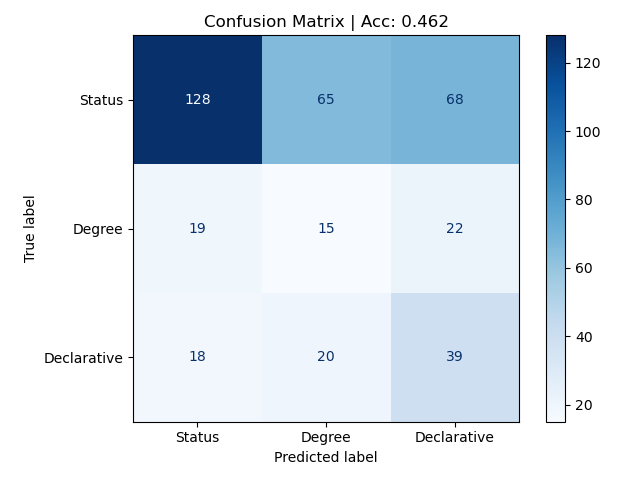 Confusion Matrix | Acc: 0.462
True label
Status
128
65
68
Degree
19
15
22
Declarative
18
20
39
Status
Degree
Declarative
Predicted label
120
100
80
60
40
20